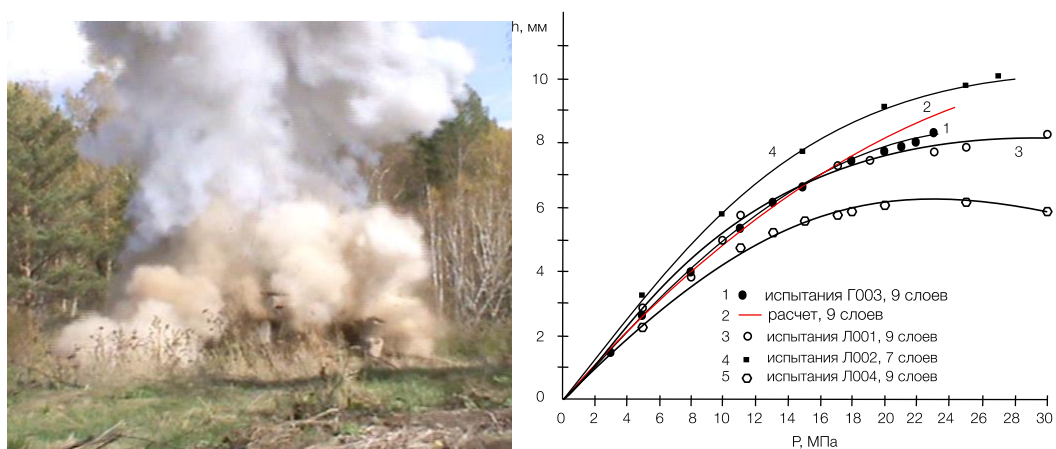 h, мм
10
8
6
4
2
0
2
1
4
3
1 испытания Г003, 9 слоев
2 расчет, 9 слоев
3 испытания Л001, 9 слоев
4 испытания Л002, 7 слоев
5 испытания Л004, 9 слоев
0 2 4 6 8 10 12 14 16 18 20 22 24 26 28 30
P, МПа